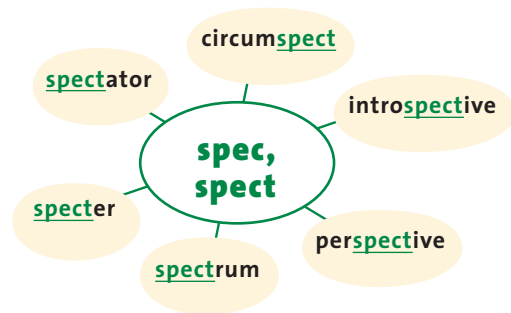 circumspect
spectator
introspective
spec,
spect
specter
perspective
spectrum